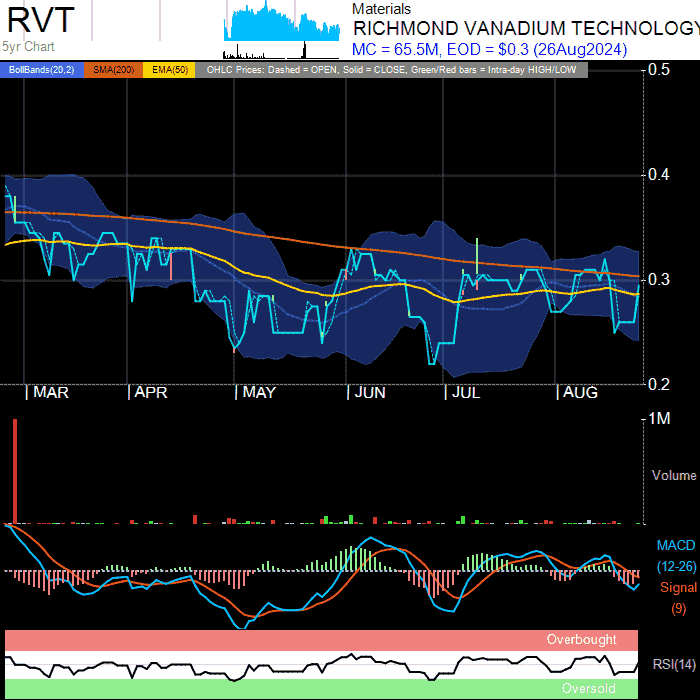 RVT
5yr Chart
Materials
RICHMOND VANADIUM TECHNOLOGY
MC = 65.5M, EOD = $0.3 (26Aug2024)
BollBands(20,2) SMA(200) EMA(50) OHLC Prices: Dashed = OPEN, Solid = CLOSE, Green/Red bars = Intra-day HIGH/LOW
0.5
0.4
0.3
0.2
MAR APR MAY JUN JUL AUG
1M
Volume
MACD
(12-26)
Signal
(9)
Overbought
RSI(14)
Oversold